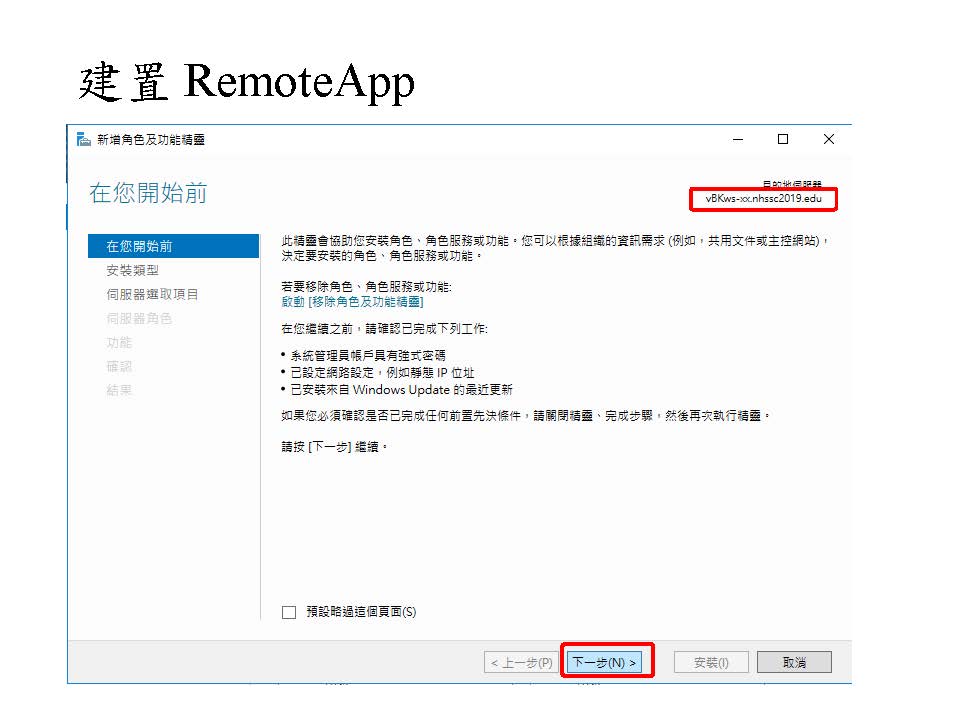 建置 RemoteApp
新增角色及功能精靈
在您開始前
目的地伺服器
vBKws-xx.nhssc2019.edu
在您開始前
安裝類型
伺服器選取項目
伺服器角色
功能
確認
結果
此精靈會協助您安裝角色、角色服務或功能。您可以根據組織的資訊需求 (例如，共用文件或主控網站)，
決定要安裝的角色、角色服務或功能。
若要移除角色、角色服務或功能:
啟動 [移除角色及功能精靈]
在您繼續之前，請確認已完成下列工作:
• 系統管理員帳戶具有強式密碼
• 已設定網路設定，例如靜態 IP 位址
• 已安裝來自 Windows Update 的最近更新
如果您必須確認是否已完成任何前置先決條件，請關閉精靈、完成步驟，然後再次執行精靈。
請按 [下一步] 繼續。
預設略過這個頁面(S)
< 上一步(P)
下一步(N) >
安裝(I)
取消